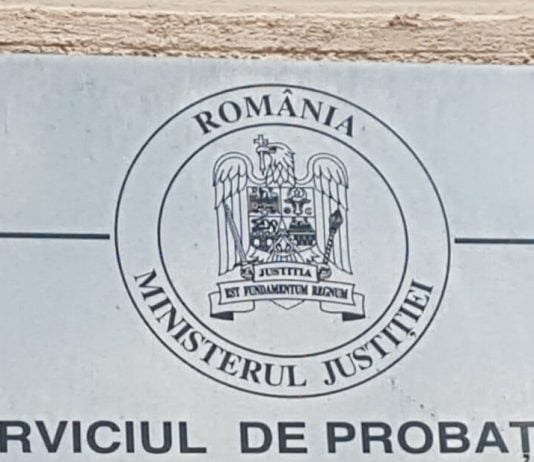 ROMÂNIA
JUSTITIA
EST FUNDAMENTUM REGNUM
MINISTERUL JUSTIȚIEI
RVICIUL DE PROBAȚ